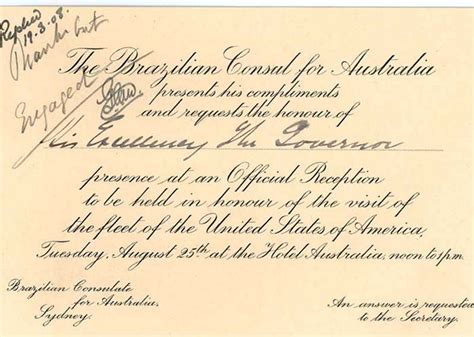 Replied
19.3.08.
Thanks but
Engaged
The Brazilian Consul for Australia
presents his compliments
and requests the honour of
His Excellency The Governor
presence at an Official Reception
to be held in honour of the visit of
the fleet of the United States of America,
Tuesday, August 25th at the Hotel Australia, noon to 1 p.m.
Brazilian Consulate
for Australia,
Sydney.
An answer is requested
to the Secretary.